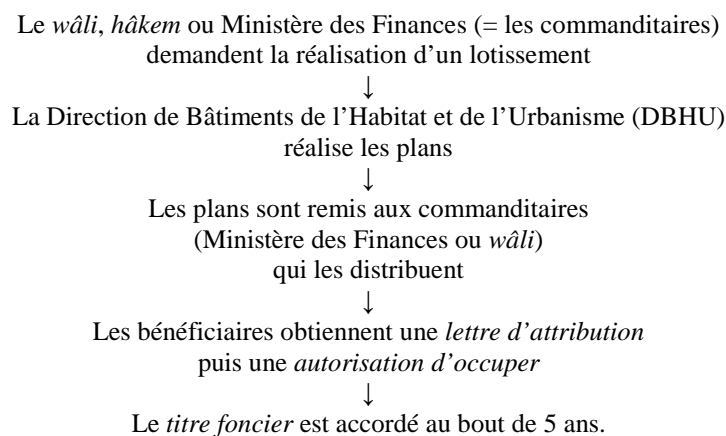 Le wâli, hâkem ou Ministère des Finances (= les commanditaires)
demandent la réalisation d’un lotissement
↓
La Direction de Bâtiments de l’Habitat et de l’Urbanisme (DBHU)
réalise les plans
↓
Les plans sont remis aux commanditaires
(Ministère des Finances ou wâli)
qui les distribuent
↓
Les bénéficiaires obtiennent une lettre d’attribution
puis une autorisation d’occuper
↓
Le titre foncier est accordé au bout de 5 ans.